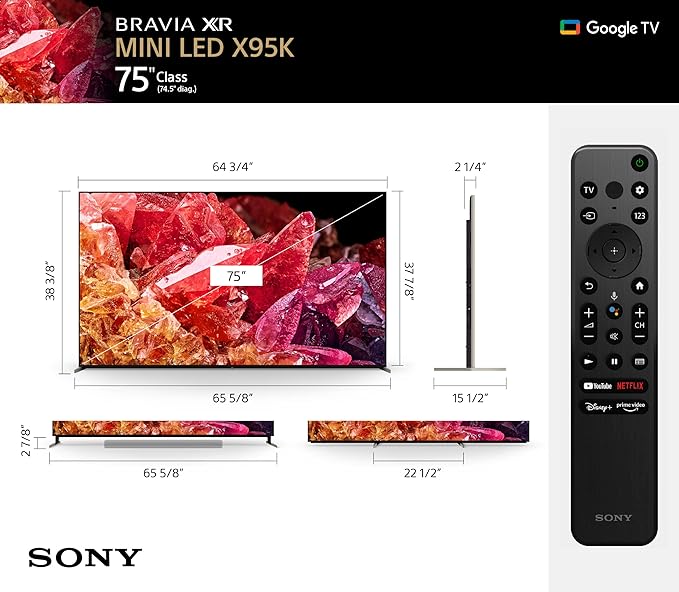 BRAVIA XR
MINI LED X95K
75" Class
(74.5" diag.)
Google TV
64 3/4"
2 1/4"
38 3/8"
75"
37 7/8"
65 5/8"
15 1/2"
2 7/8"
65 5/8"
22 1/2"
TV
123
CH
YouTube NETFLIX
Disney+ prime video
SONY
SONY